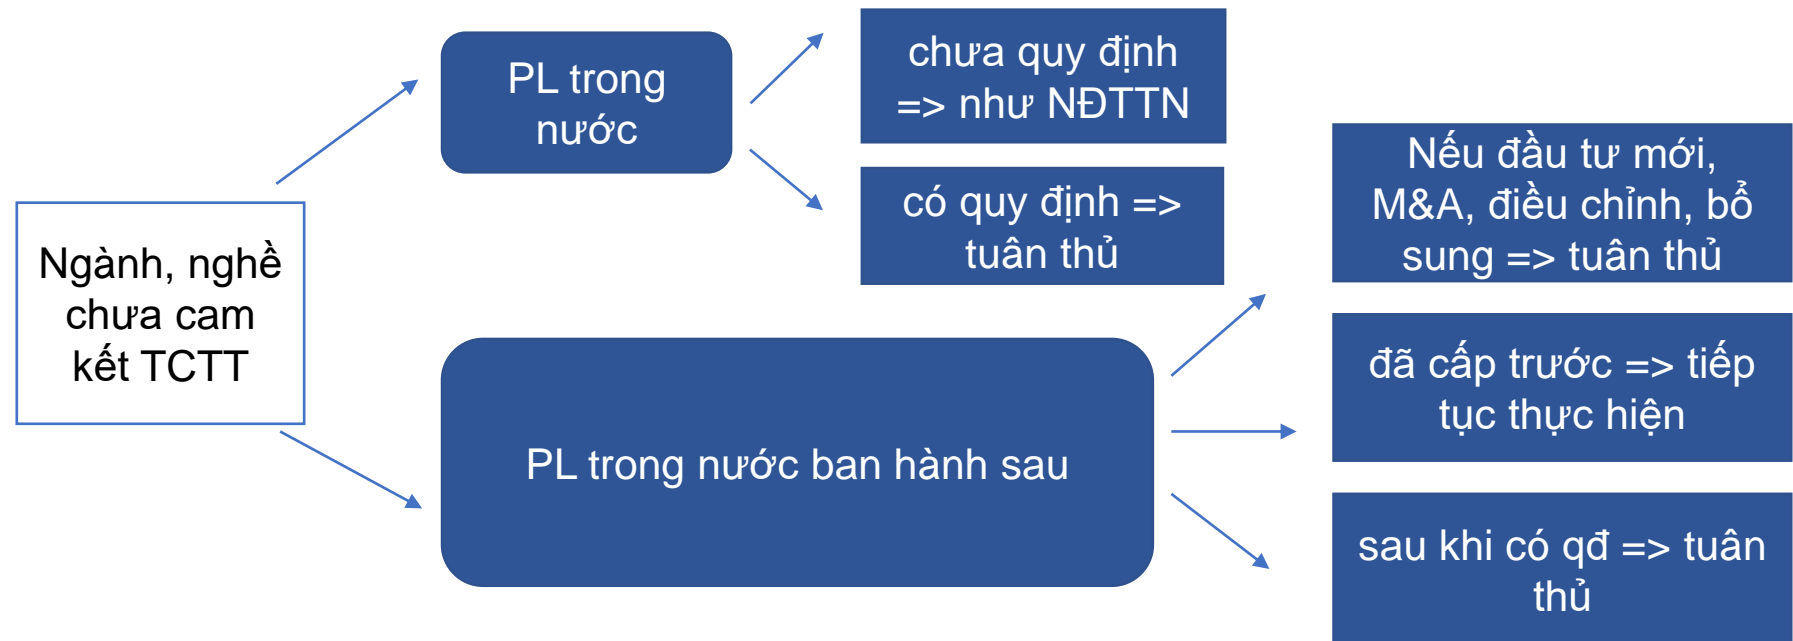 Ngành, nghề
chưa cam
kết TCTT
PL trong
nước
chưa quy định
=> như NĐTTN
có quy định =>
tuân thủ
PL trong nước ban hành sau
Nếu đầu tư mới,
M&A, điều chỉnh, bổ
sung => tuân thủ
đã cấp trước => tiếp
tục thực hiện
sau khi có qđ => tuân
thủ